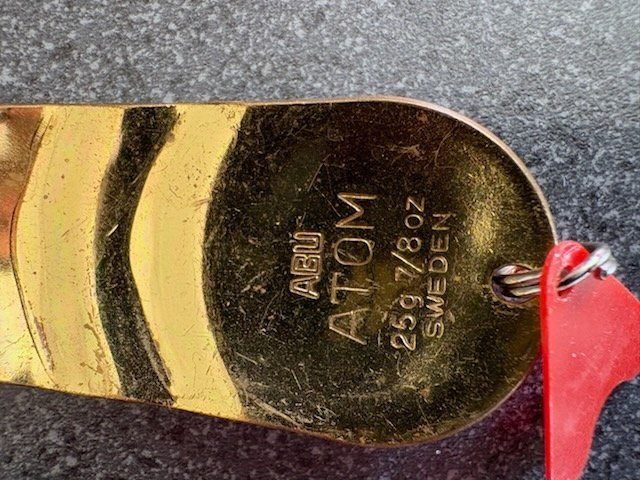 ABU
ATOM
25g 7/8oz
SWEDEN